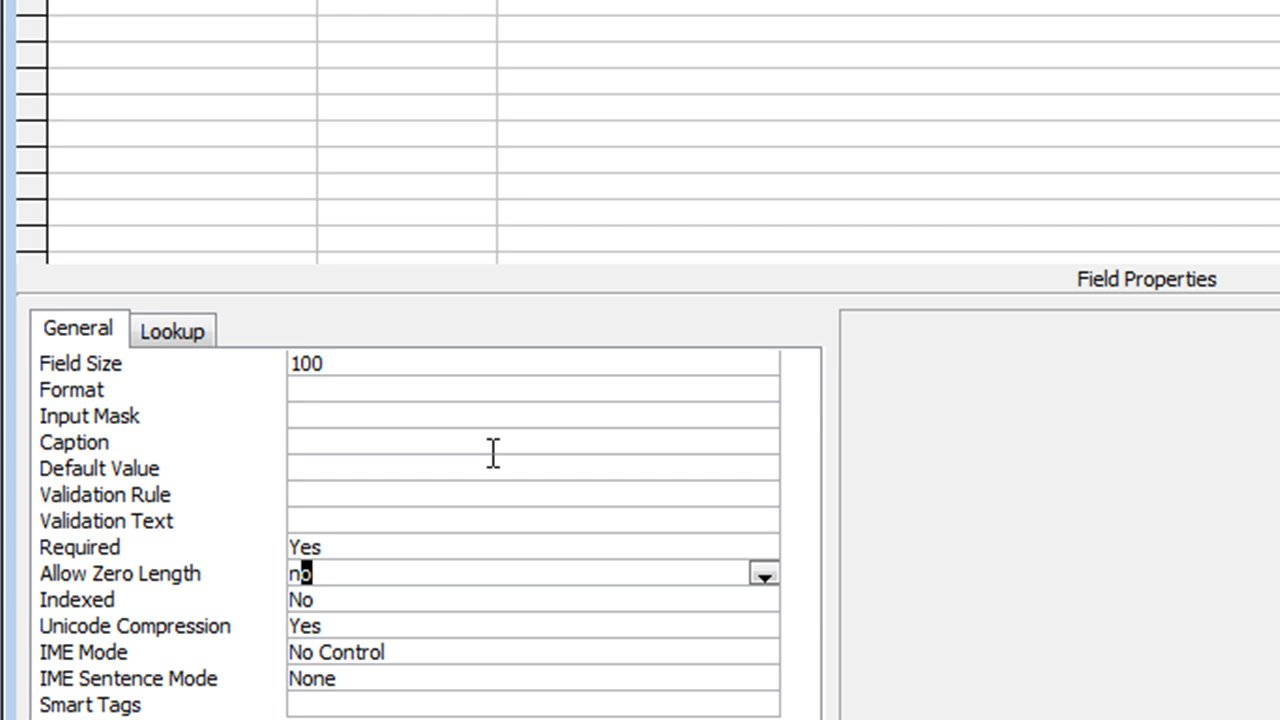 Field Properties
General
Lookup
Field Size 100
Format
Input Mask
Caption
Default Value
Validation Rule
Validation Text
Required Yes
Allow Zero Length no
Indexed No
Unicode Compression Yes
IME Mode No Control
IME Sentence Mode None
Smart Tags